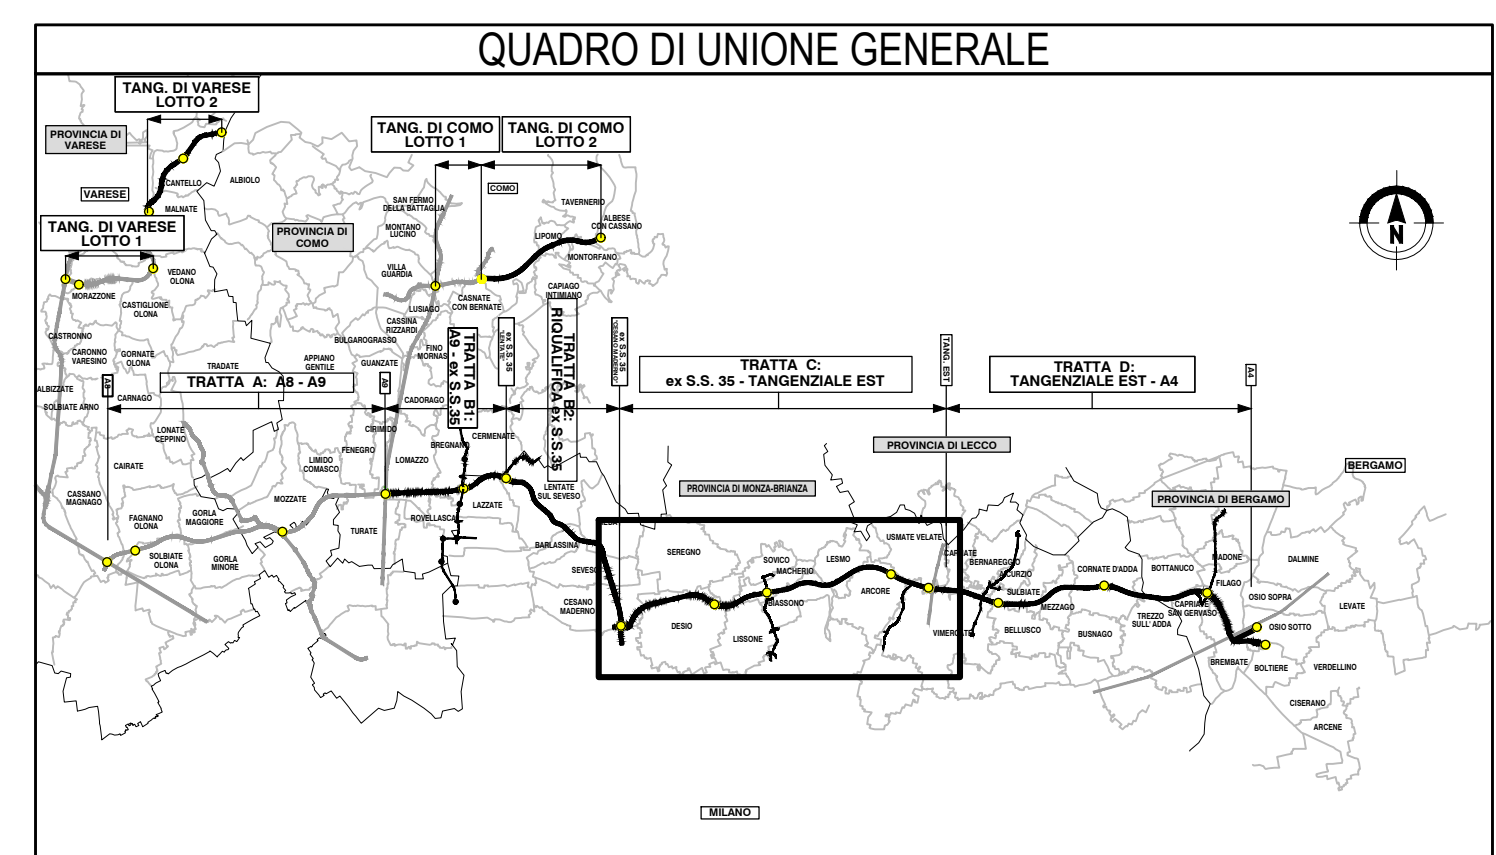 QUADRO DI UNIONE GENERALE
TANG. DI VARESE
LOTTO 2
PROVINCIA DI
VARESE
TANG. DI COMO
LOTTO 1
TANG. DI COMO
LOTTO 2
CANTELLO
ALBIOLO
VARESE
COMO
MALNATE
SAN FERMO
DELLA BATTAGLIA
TAVERNERIO
TANG. DI VARESE
LOTTO 1
PROVINCIA DI
COMO
MONTANO
LUCINO
LIPOMO
ALBESE
CON CASSANO
N
MONTORFANO
VEDANO
OLONA
VILLA
GUARDIA
MORAZZONE
CASTIGLIONE
OLONA
LUSIAGO
CASNATE
CON BERNATE
CAPIAGO
INTIMIANO
CASTRONNO
CASSINA
RIZZARDI
BULGAROGRASSO
CARONNO
VARESINO
GORNATE
OLONA
TRADATE
APPIANO
GENTILE
GUANZATE
FINO
MORNAS
TRATTA B1:
A9 - ex S.S.35
ex S.S. 35
"LENTATE"
TRATTA B2:
RIQUALIFICA ex S.S.35
ex S.S. 35
"CESANO MADERNO"
TRATTA C:
ex S.S. 35 - TANGENZIALE EST
TANG. EST
TRATTA D:
TANGENZIALE EST - A4
A4
ALBIZZATE
A8
TRATTA A: A8 - A9
A9
SOLBIATE ARNO
CARNAGO
CADORAGO
LONATE
CEPPINO
CIRIMIDO
CERMENATE
FENEGRO
BREGNANO
PROVINCIA DI LECCO
CAIRATE
LIMIDO
COMASCO
LOMAZZO
BERGAMO
CASSANO
MAGNAGO
MOZZATE
LENTATE
SUL SEVESO
PROVINCIA DI MONZA-BRIANZA
PROVINCIA DI BERGAMO
FAGNANO
OLONA
GORLA
MAGGIORE
ROVELLASCA
LAZZATE
TURATE
BARLASSINA
SEREGNO
USMATE VELATE
SOLBIATE
OLONA
GORLA
MINORE
SEVESO
SOVICO
MACHERIO
LESMO
CARNATE
BERNAREGGIO
AICURZIO
CORNATE D'ADDA
BOTTANUCO
MADONE
DALMINE
FILAGO
CESANO
MADERNO
BIASSONO
ARCORE
SULBIATE
MEZZAGO
CAPRIATE
SAN GERVASO
OSIO SOPRA
LEVATE
DESIO
LISSONE
VIMERCATE
BELLUSCO
BUSNAGO
TREZZO
SULL' ADDA
OSIO SOTTO
BREMBATE
BOLTIERE
VERDELLINO
CISERANO
ARCENE
MILANO